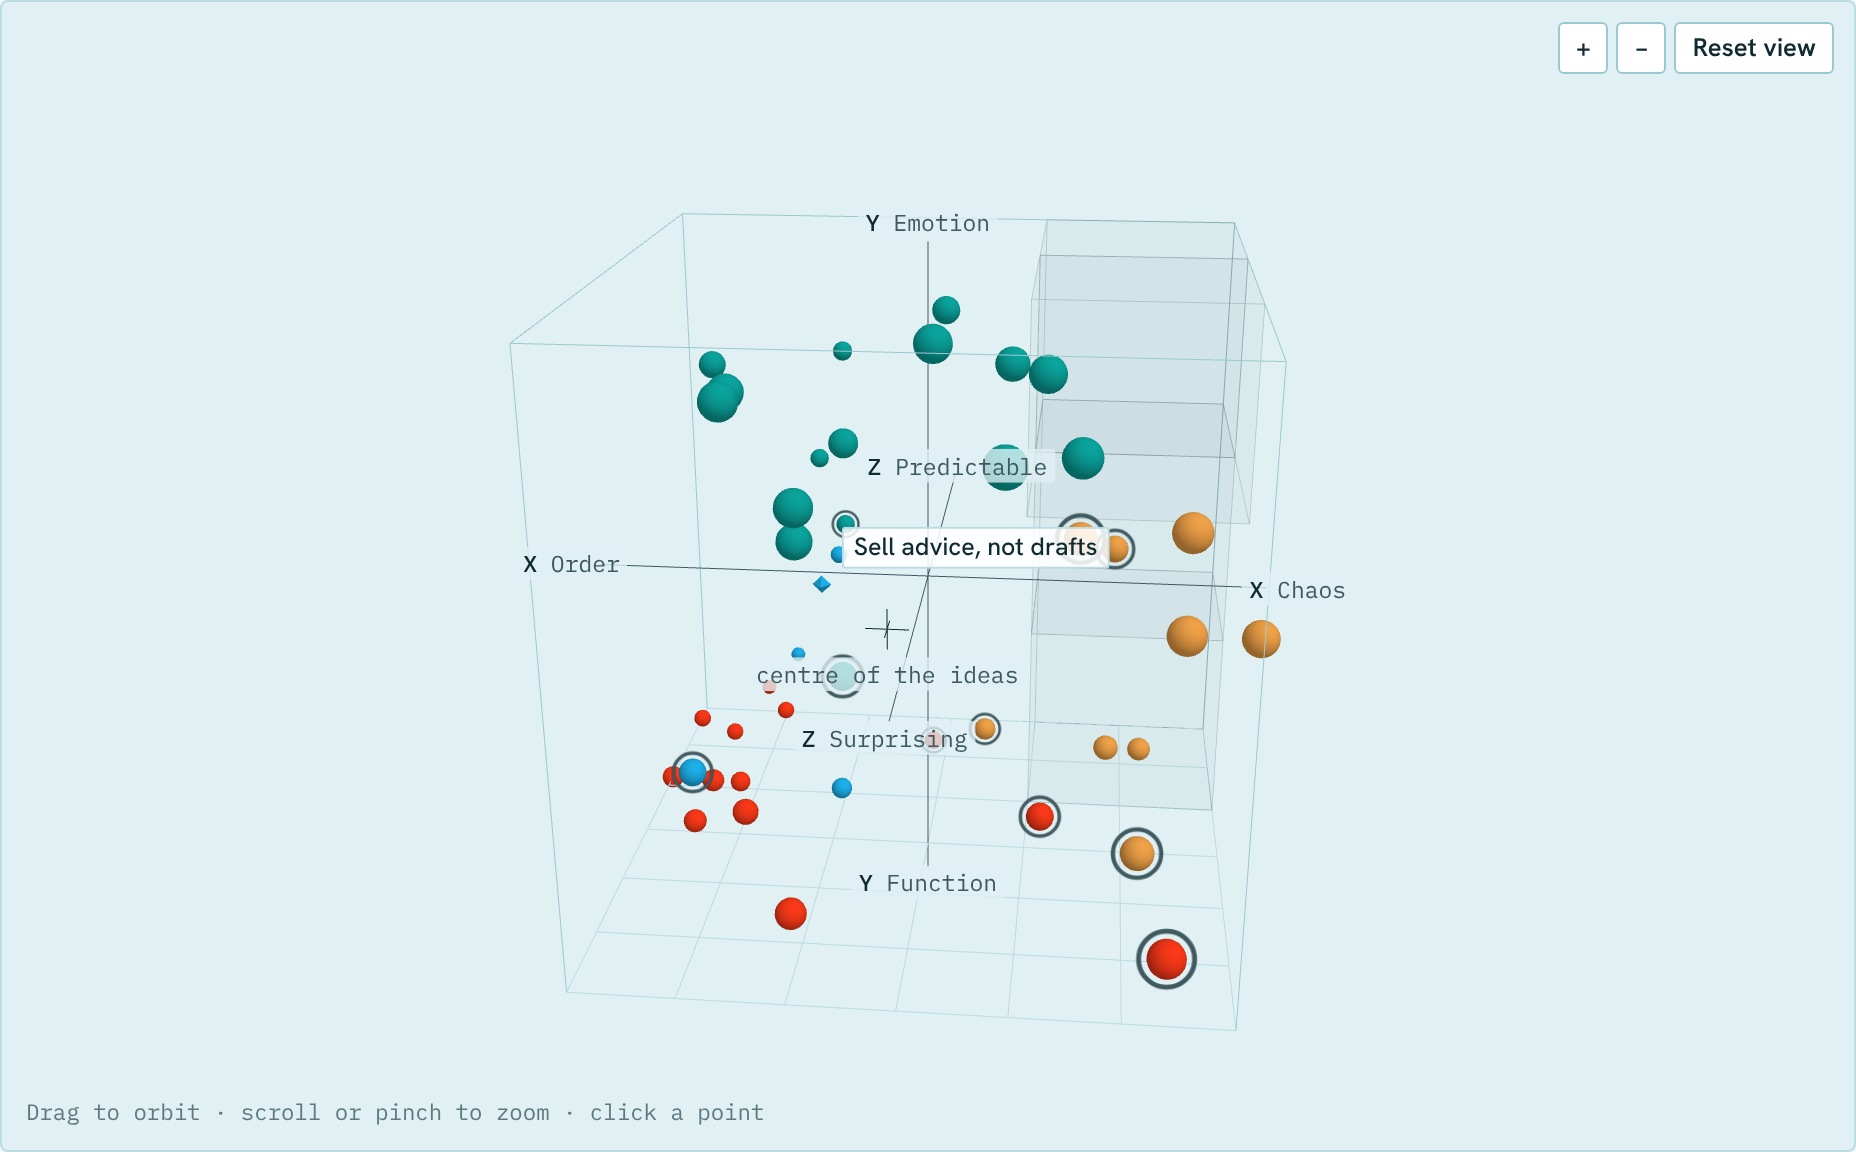 +
–
Reset view
Y Emotion
Z Predictable
Sell advice, not drafts
X Order
X Chaos
centre of the ideas
Z Surprising
Y Function
Drag to orbit · scroll or pinch to zoom · click a point